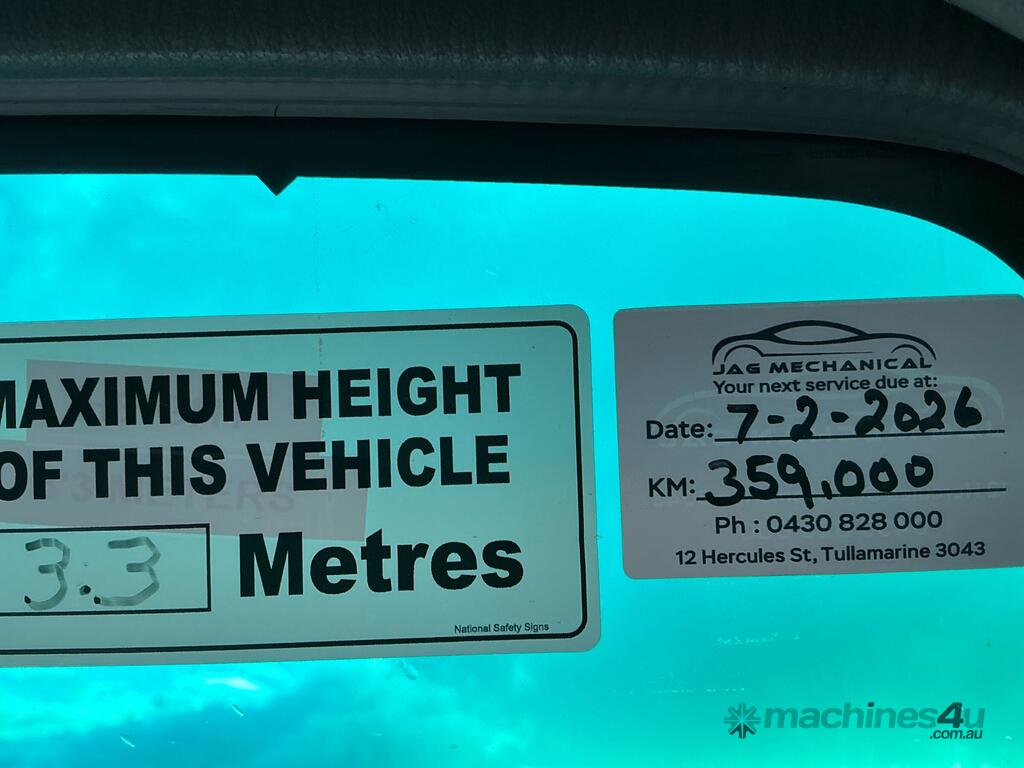 MAXIMUM HEIGHT
OF THIS VEHICLE
3.3 Metres
National Safety Signs
JAG MECHANICAL
Your next service due at:
Date: 7-2-2026
KM: 359,000
Ph : 0430 828 000
12 Hercules St, Tullamarine 3043
machines4u
.com.au